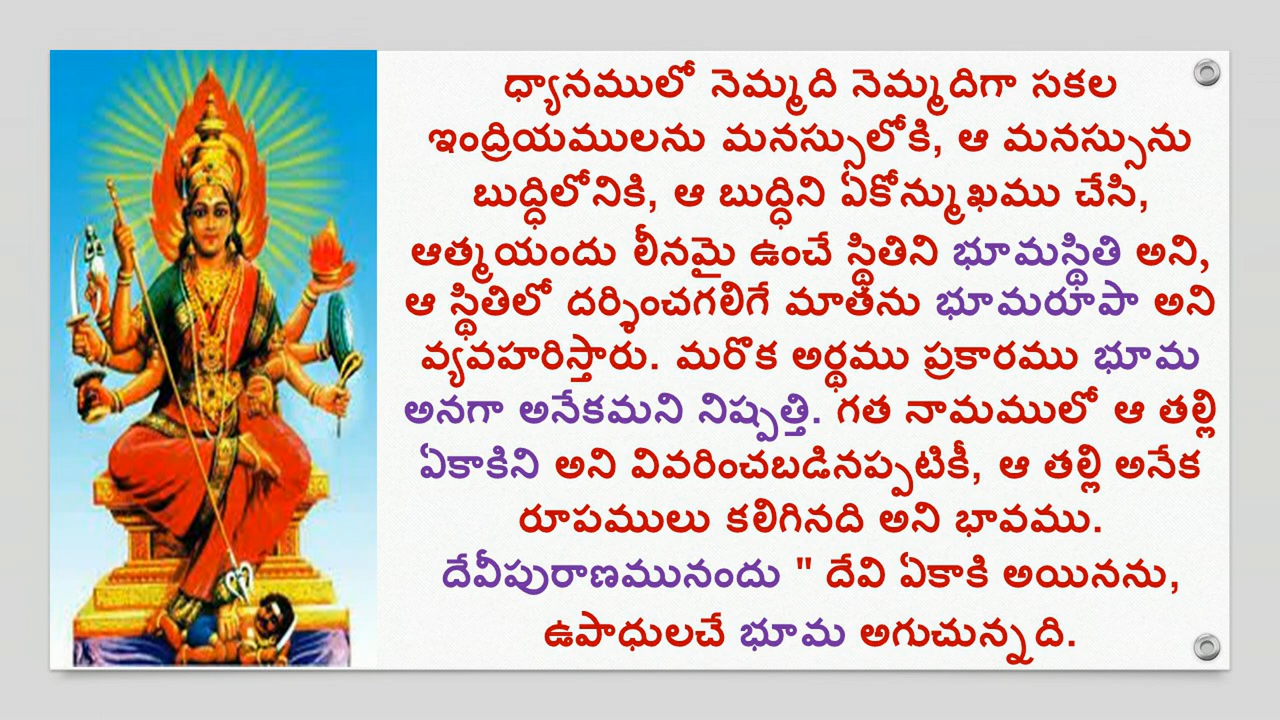 ధ్యానములో నెమ్మది నెమ్మదిగా సకల
ఇంద్రియములను మనస్సులోకి, ఆ మనస్సును
బుద్ధిలోనికి, ఆ బుద్ధిని ఏకోన్ముఖము చేసి,
ఆత్మయందు లీనమై ఉంచే స్థితిని భూమస్థితి అని,
ఆ స్థితిలో దర్శించగలిగే మాతను భూమరూపా అని
వ్యవహరిస్తారు. మరొక అర్థము ప్రకారము భూమ
అనగా అనేకమని నిష్పత్తి. గత నామములో ఆ తల్లి
ఏకాకిని అని వివరించబడినప్పటికీ, ఆ తల్లి అనేక
రూపములు కలిగినది అని భావము.
దేవీపురాణమునందు " దేవి ఏకాకి అయినను,
ఉపాధులచే భూమ అగుచున్నది.